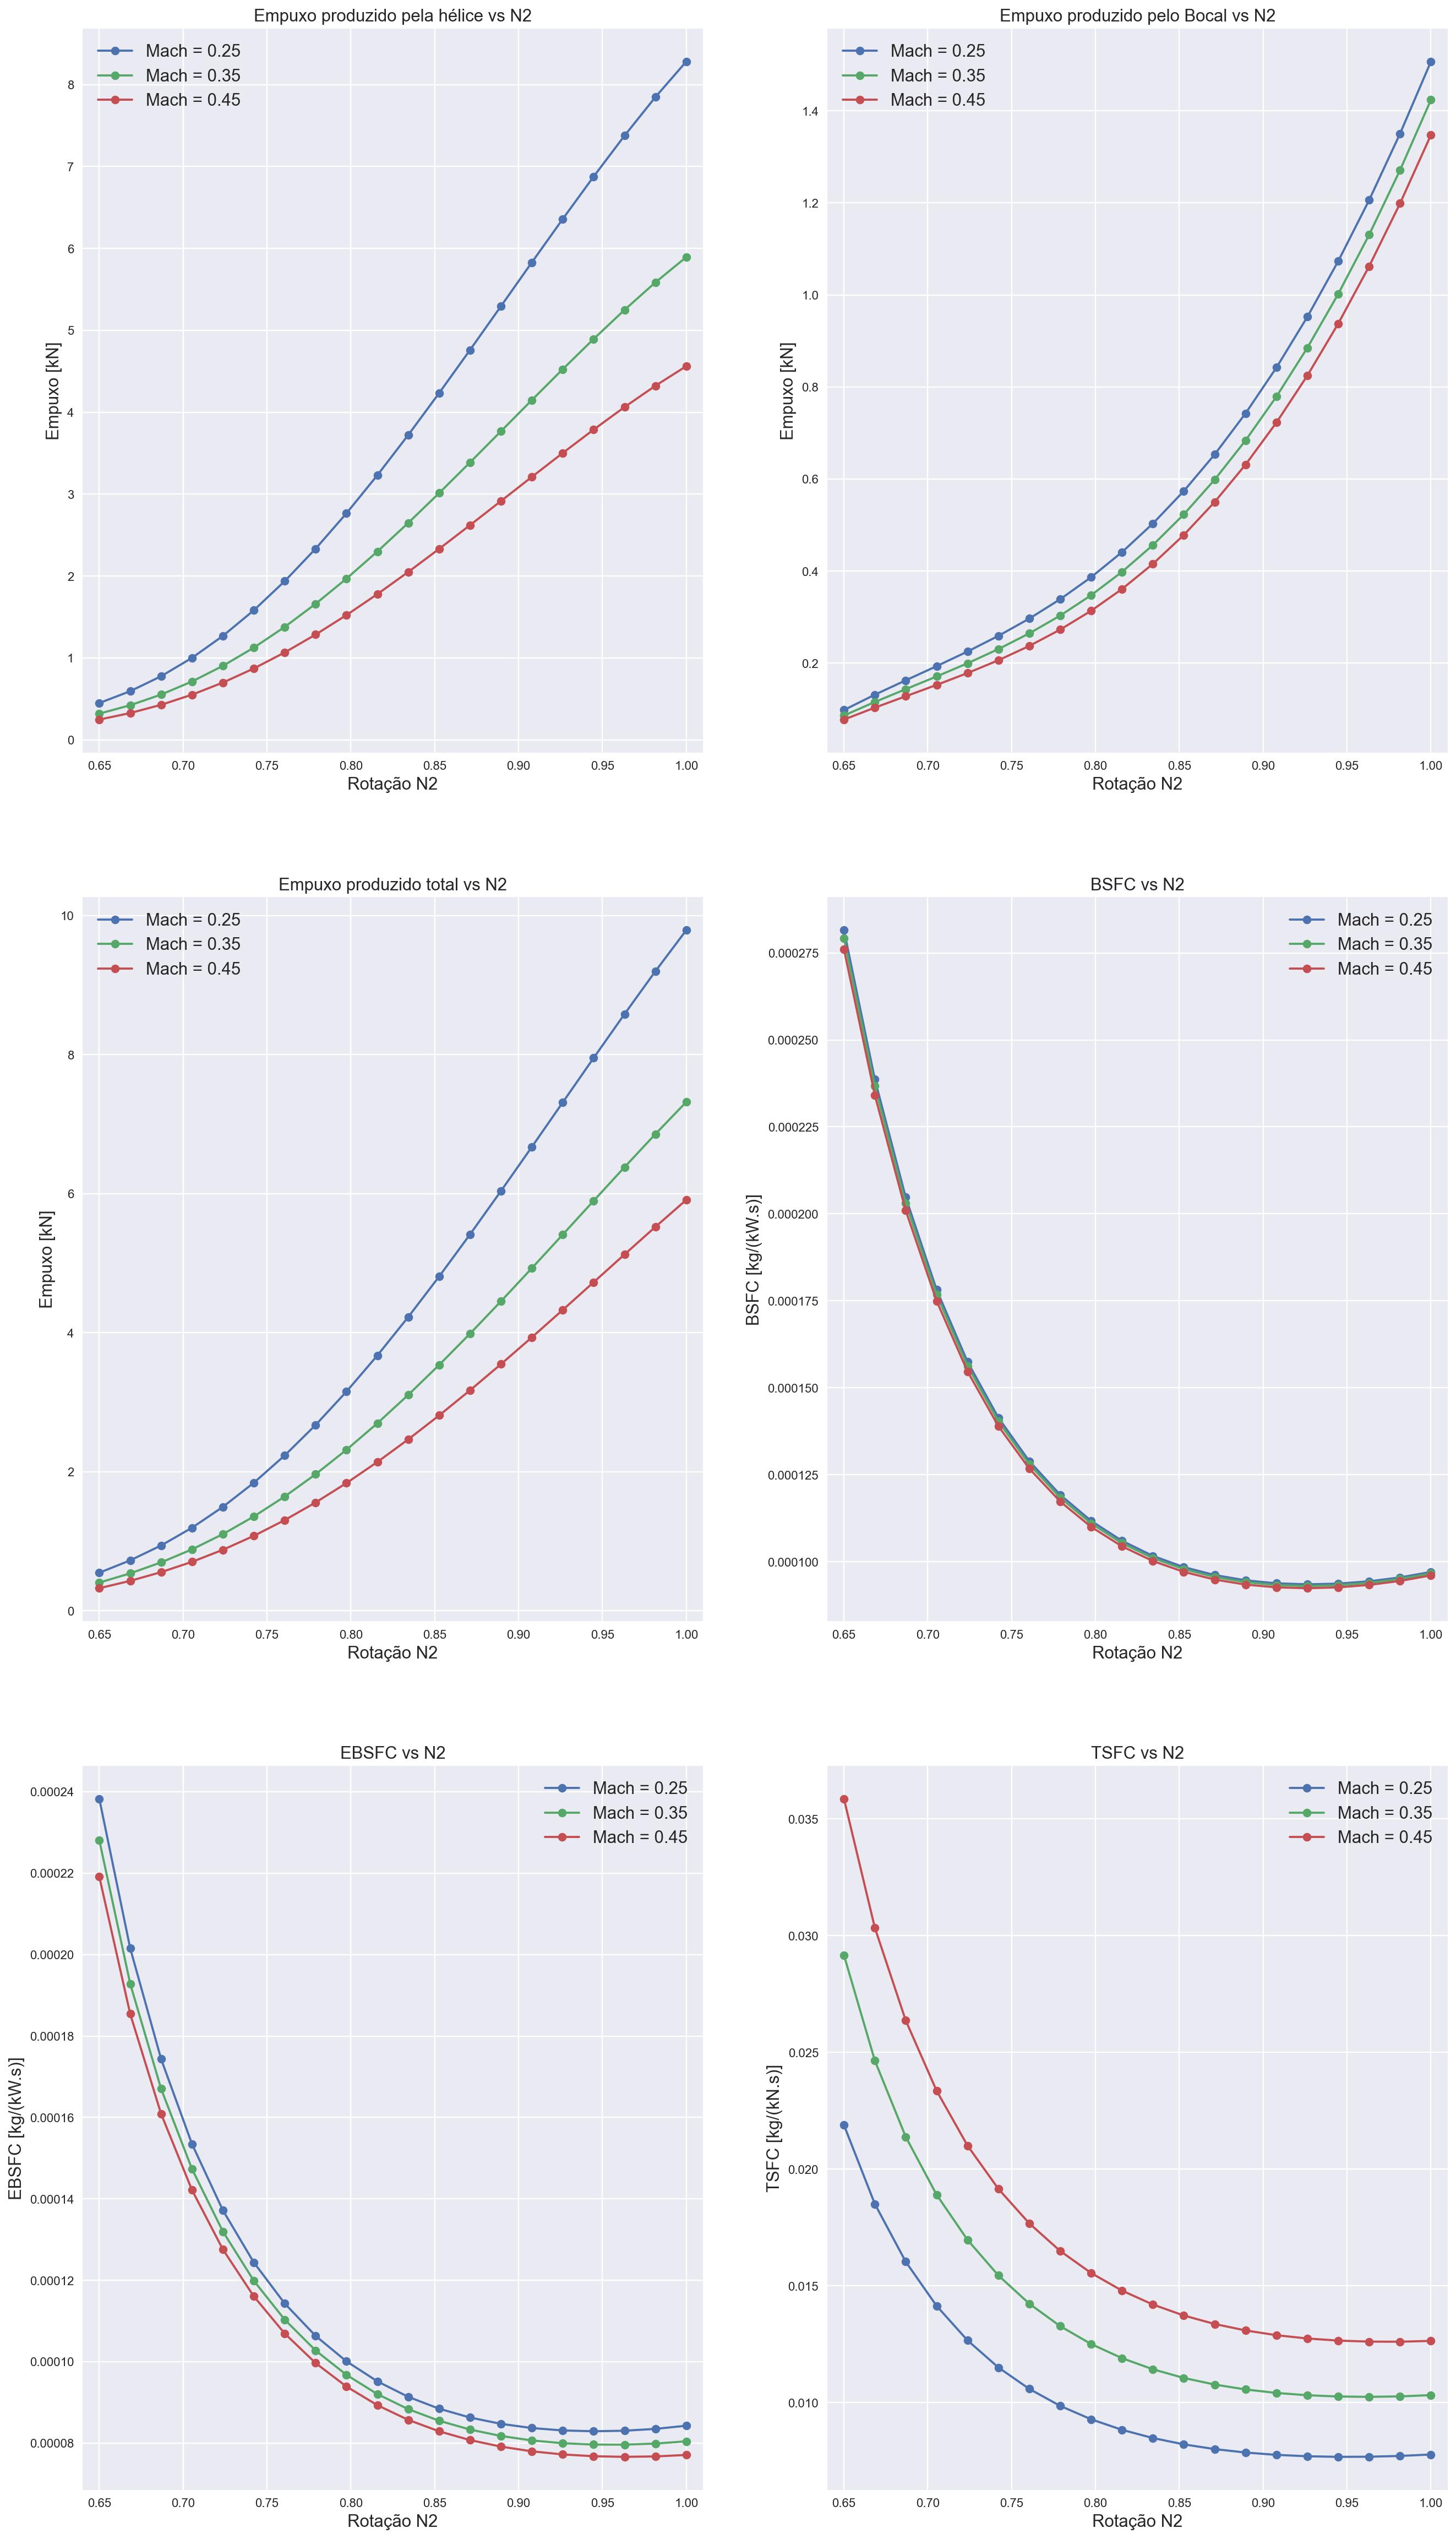 Empuxo produzido pela hélice vs N2
Mach = 0.25
Mach = 0.35
Mach = 0.45
8
7
6
5
4
3
2
1
0
Empuxo [kN]
0.65 0.70 0.75 0.80 0.85 0.90 0.95 1.00
Rotação N2
Empuxo produzido pelo Bocal vs N2
Mach = 0.25
Mach = 0.35
Mach = 0.45
1.4
1.2
1.0
0.8
0.6
0.4
0.2
Empuxo [kN]
0.65 0.70 0.75 0.80 0.85 0.90 0.95 1.00
Rotação N2
Empuxo produzido total vs N2
Mach = 0.25
Mach = 0.35
Mach = 0.45
10
8
6
4
2
0
Empuxo [kN]
0.65 0.70 0.75 0.80 0.85 0.90 0.95 1.00
Rotação N2
BSFC vs N2
Mach = 0.25
Mach = 0.35
Mach = 0.45
0.000275
0.000250
0.000225
0.000200
0.000175
0.000150
0.000125
0.000100
BSFC [kg/(kW.s)]
0.65 0.70 0.75 0.80 0.85 0.90 0.95 1.00
Rotação N2
EBSFC vs N2
Mach = 0.25
Mach = 0.35
Mach = 0.45
0.00024
0.00022
0.00020
0.00018
0.00016
0.00014
0.00012
0.00010
0.00008
EBSFC [kg/(kW.s)]
0.65 0.70 0.75 0.80 0.85 0.90 0.95 1.00
Rotação N2
TSFC vs N2
Mach = 0.25
Mach = 0.35
Mach = 0.45
0.035
0.030
0.025
0.020
0.015
0.010
TSFC [kg/(kN.s)]
0.65 0.70 0.75 0.80 0.85 0.90 0.95 1.00
Rotação N2